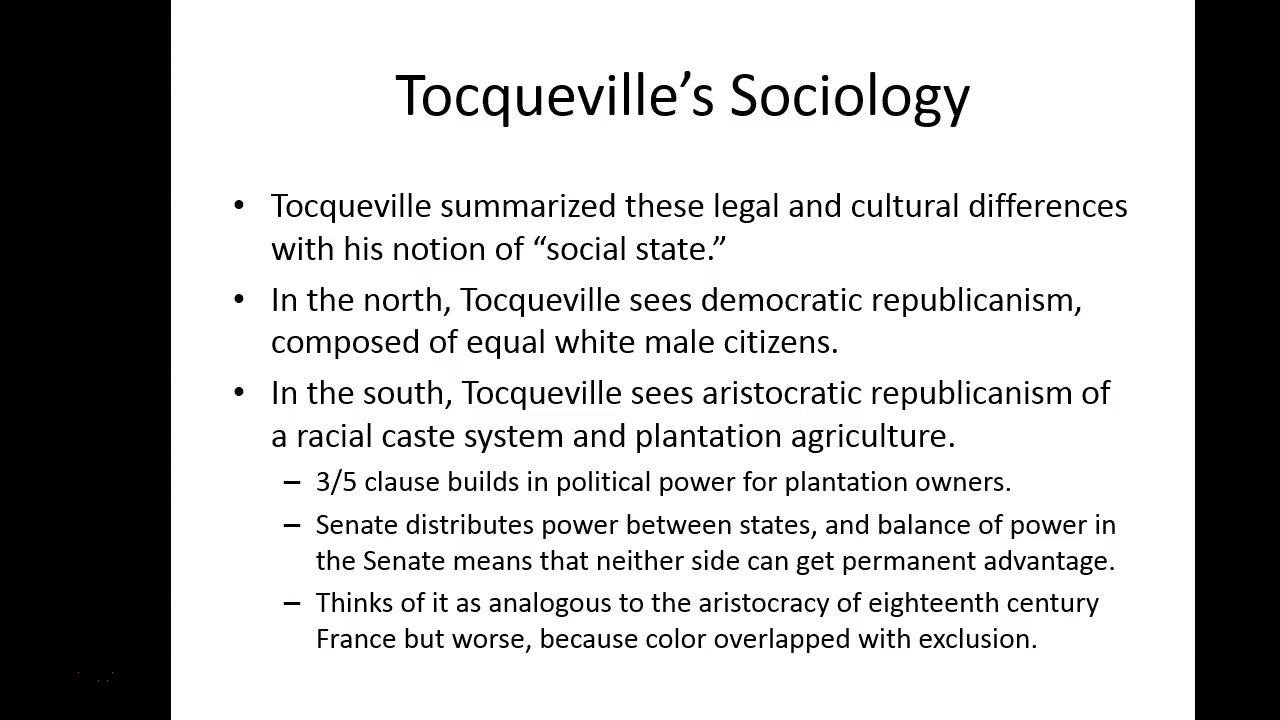 Tocqueville’s Sociology
• Tocqueville summarized these legal and cultural differences
with his notion of “social state.”
• In the north, Tocqueville sees democratic republicanism,
composed of equal white male citizens.
• In the south, Tocqueville sees aristocratic republicanism of
a racial caste system and plantation agriculture.
– 3/5 clause builds in political power for plantation owners.
– Senate distributes power between states, and balance of power in
the Senate means that neither side can get permanent advantage.
– Thinks of it as analogous to the aristocracy of eighteenth century
France but worse, because color overlapped with exclusion.